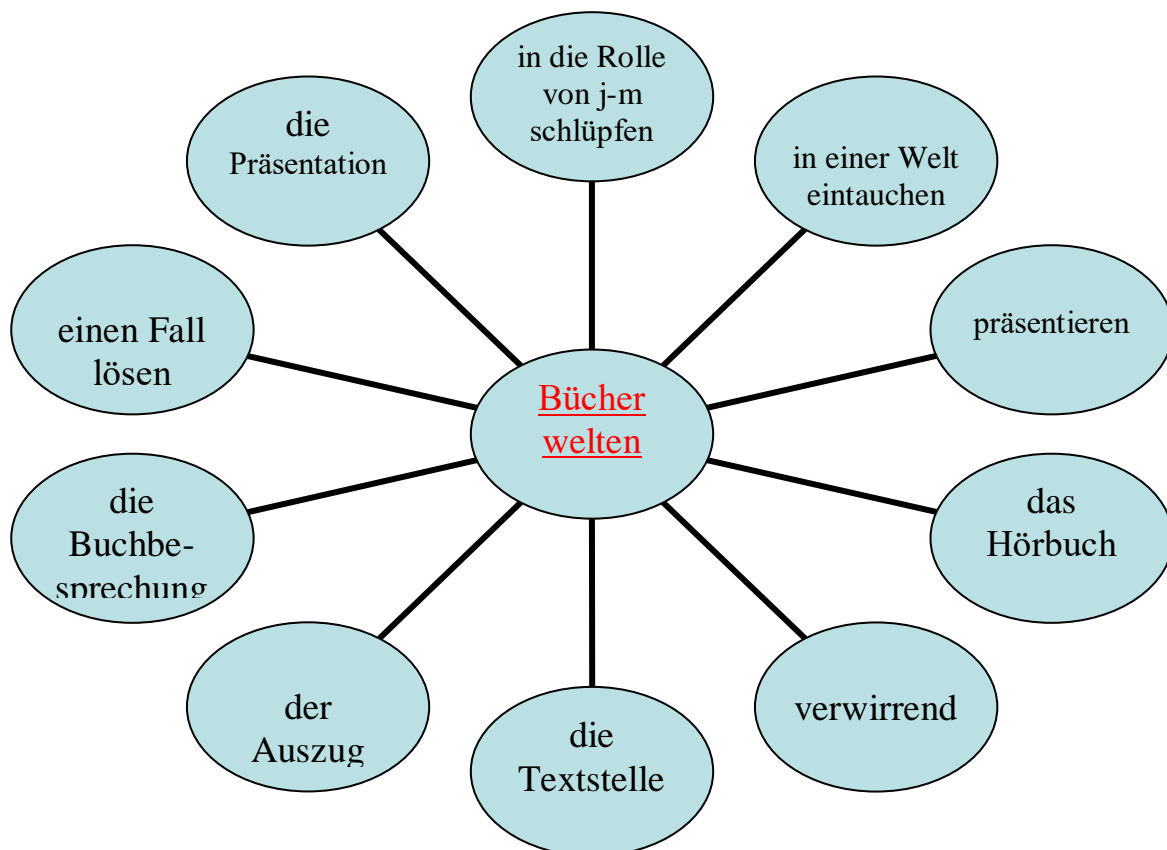 in die Rolle
von j-m
schlüpfen
die
Präsentation
in einer Welt
eintauchen
einen Fall
lösen
präsentieren
Bücher
welten
die
Buchbe-
sprechung
das
Hörbuch
der
Auszug
die
Textstelle
verwirrend